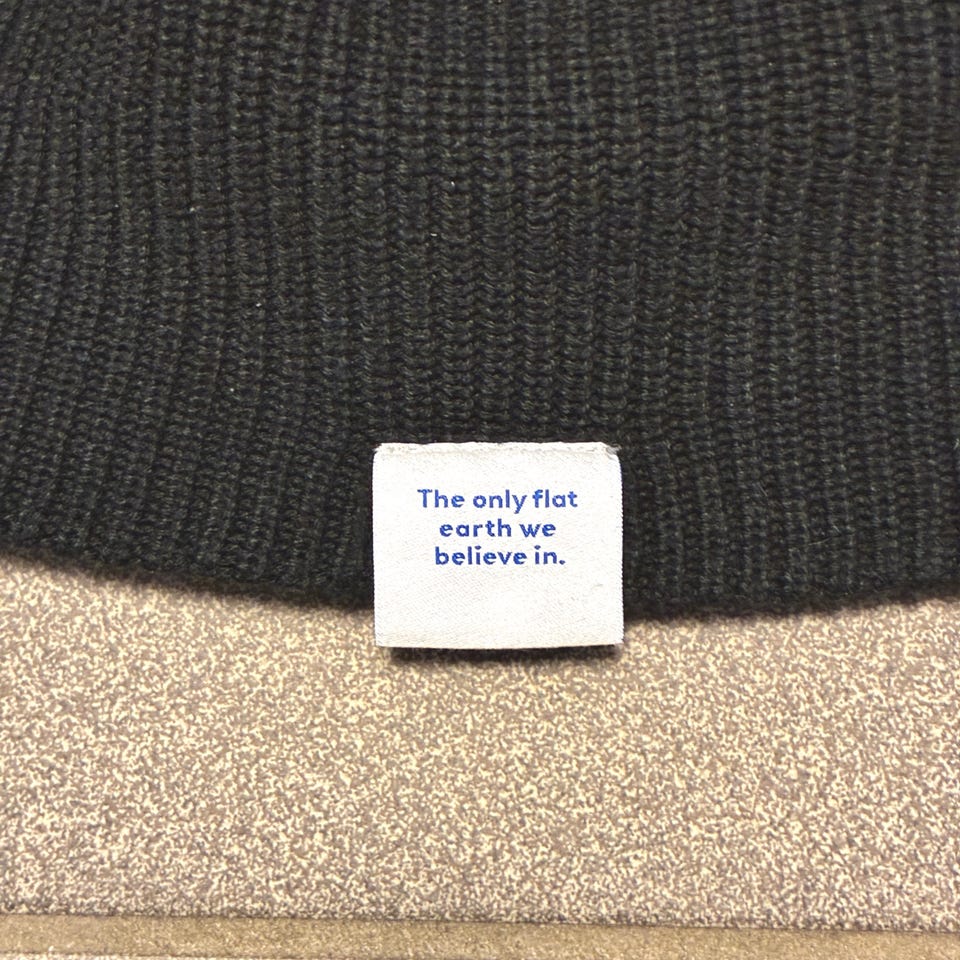 The only flat
earth we
believe in.